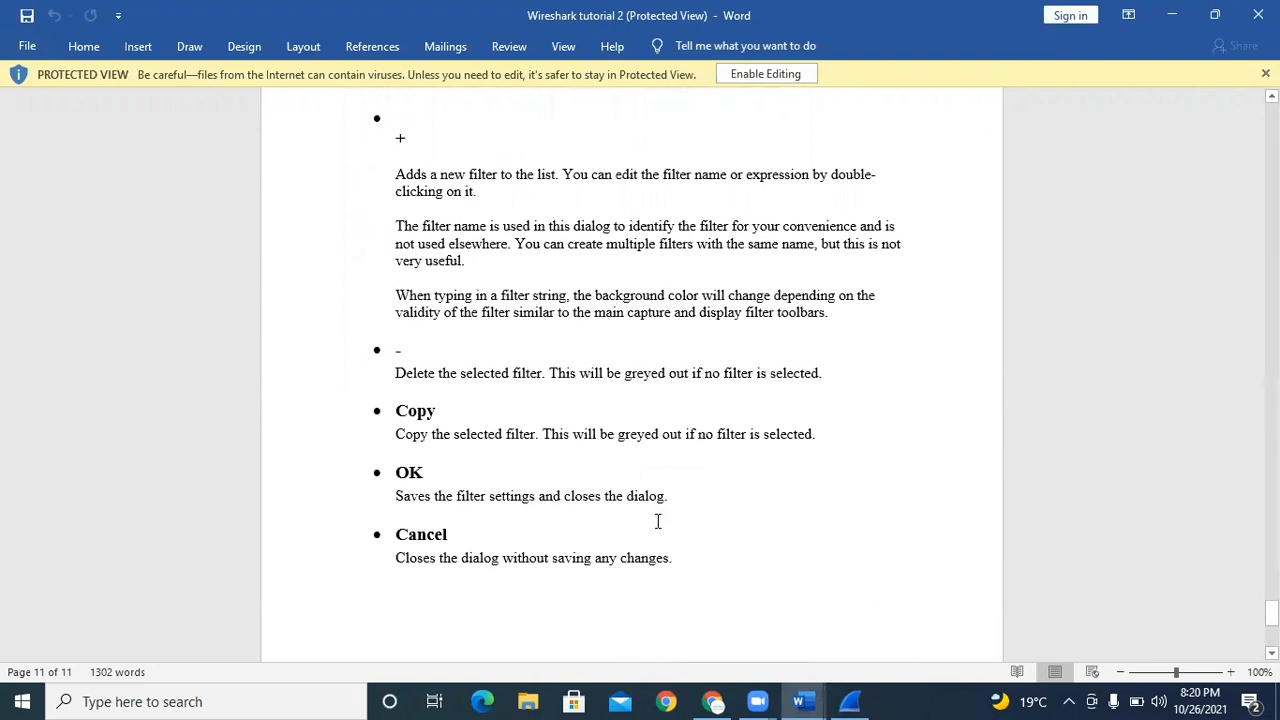 Wireshark tutorial 2 (Protected View) - Word
Sign in
File Home Insert Draw Design Layout References Mailings Review View Help Tell me what you want to do Share
PROTECTED VIEW Be careful—files from the Internet can contain viruses. Unless you need to edit, it's safer to stay in Protected View. Enable Editing
•
+
Adds a new filter to the list. You can edit the filter name or expression by double-
clicking on it.
The filter name is used in this dialog to identify the filter for your convenience and is
not used elsewhere. You can create multiple filters with the same name, but this is not
very useful.
When typing in a filter string, the background color will change depending on the
validity of the filter similar to the main capture and display filter toolbars.
• -
Delete the selected filter. This will be greyed out if no filter is selected.
• Copy
Copy the selected filter. This will be greyed out if no filter is selected.
• OK
Saves the filter settings and closes the dialog.
• Cancel
Closes the dialog without saving any changes.
Page 11 of 11 1302 words 100%
Type here to search 19°C 8:20 PM
10/26/2021 2